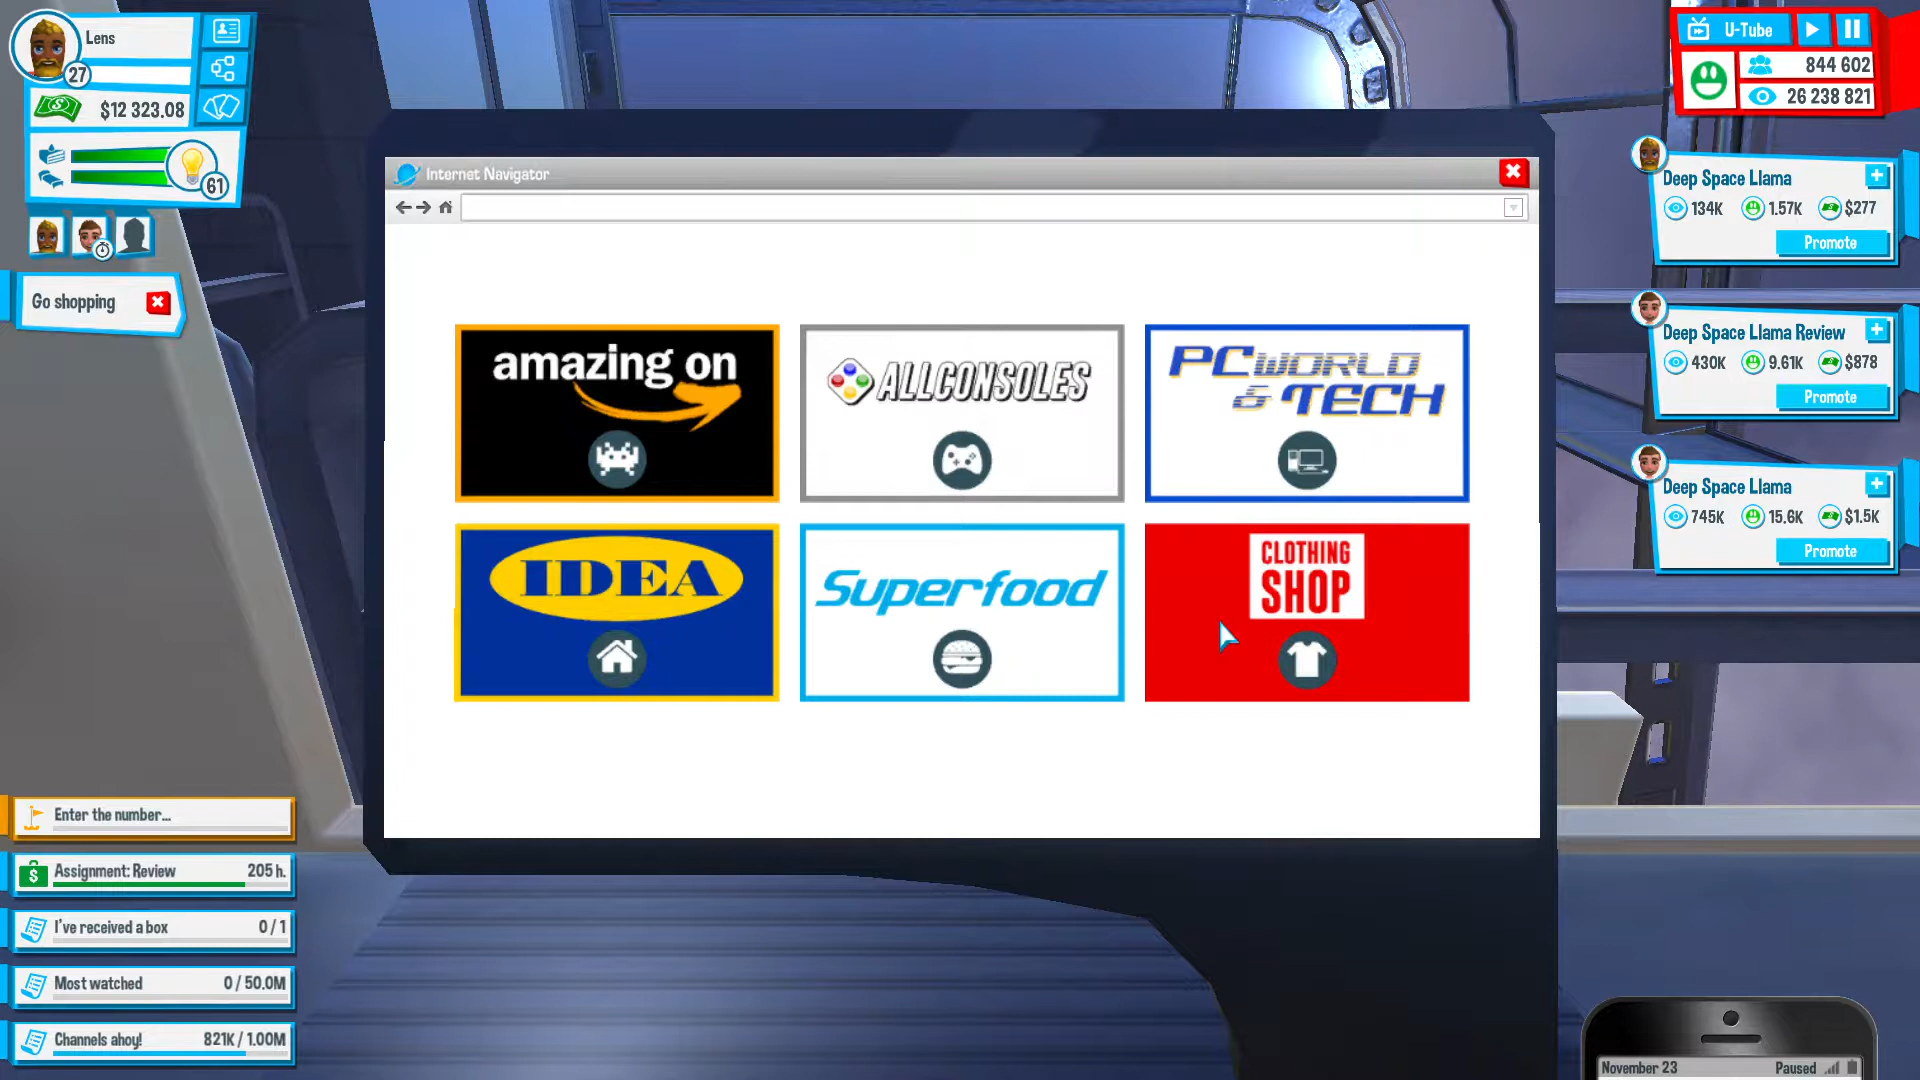 Lens
27
$12 323.08
61
Go shopping
Enter the number...
Assignment: Review 205 h.
I've received a box 0 / 1
Most watched 0 / 50.0M
Channels ahoy! 821K / 1.00M
Internet Navigator
amazing on
ALLCONSOLES
PC WORLD
& TECH
IDEA
Superfood
CLOTHING
SHOP
U-Tube
844 602
26 238 821
Deep Space Llama
134K 1.57K $277
Promote
Deep Space Llama Review
430K 9.61K $878
Promote
Deep Space Llama
745K 15.6K $1.5K
Promote
November 23 Paused